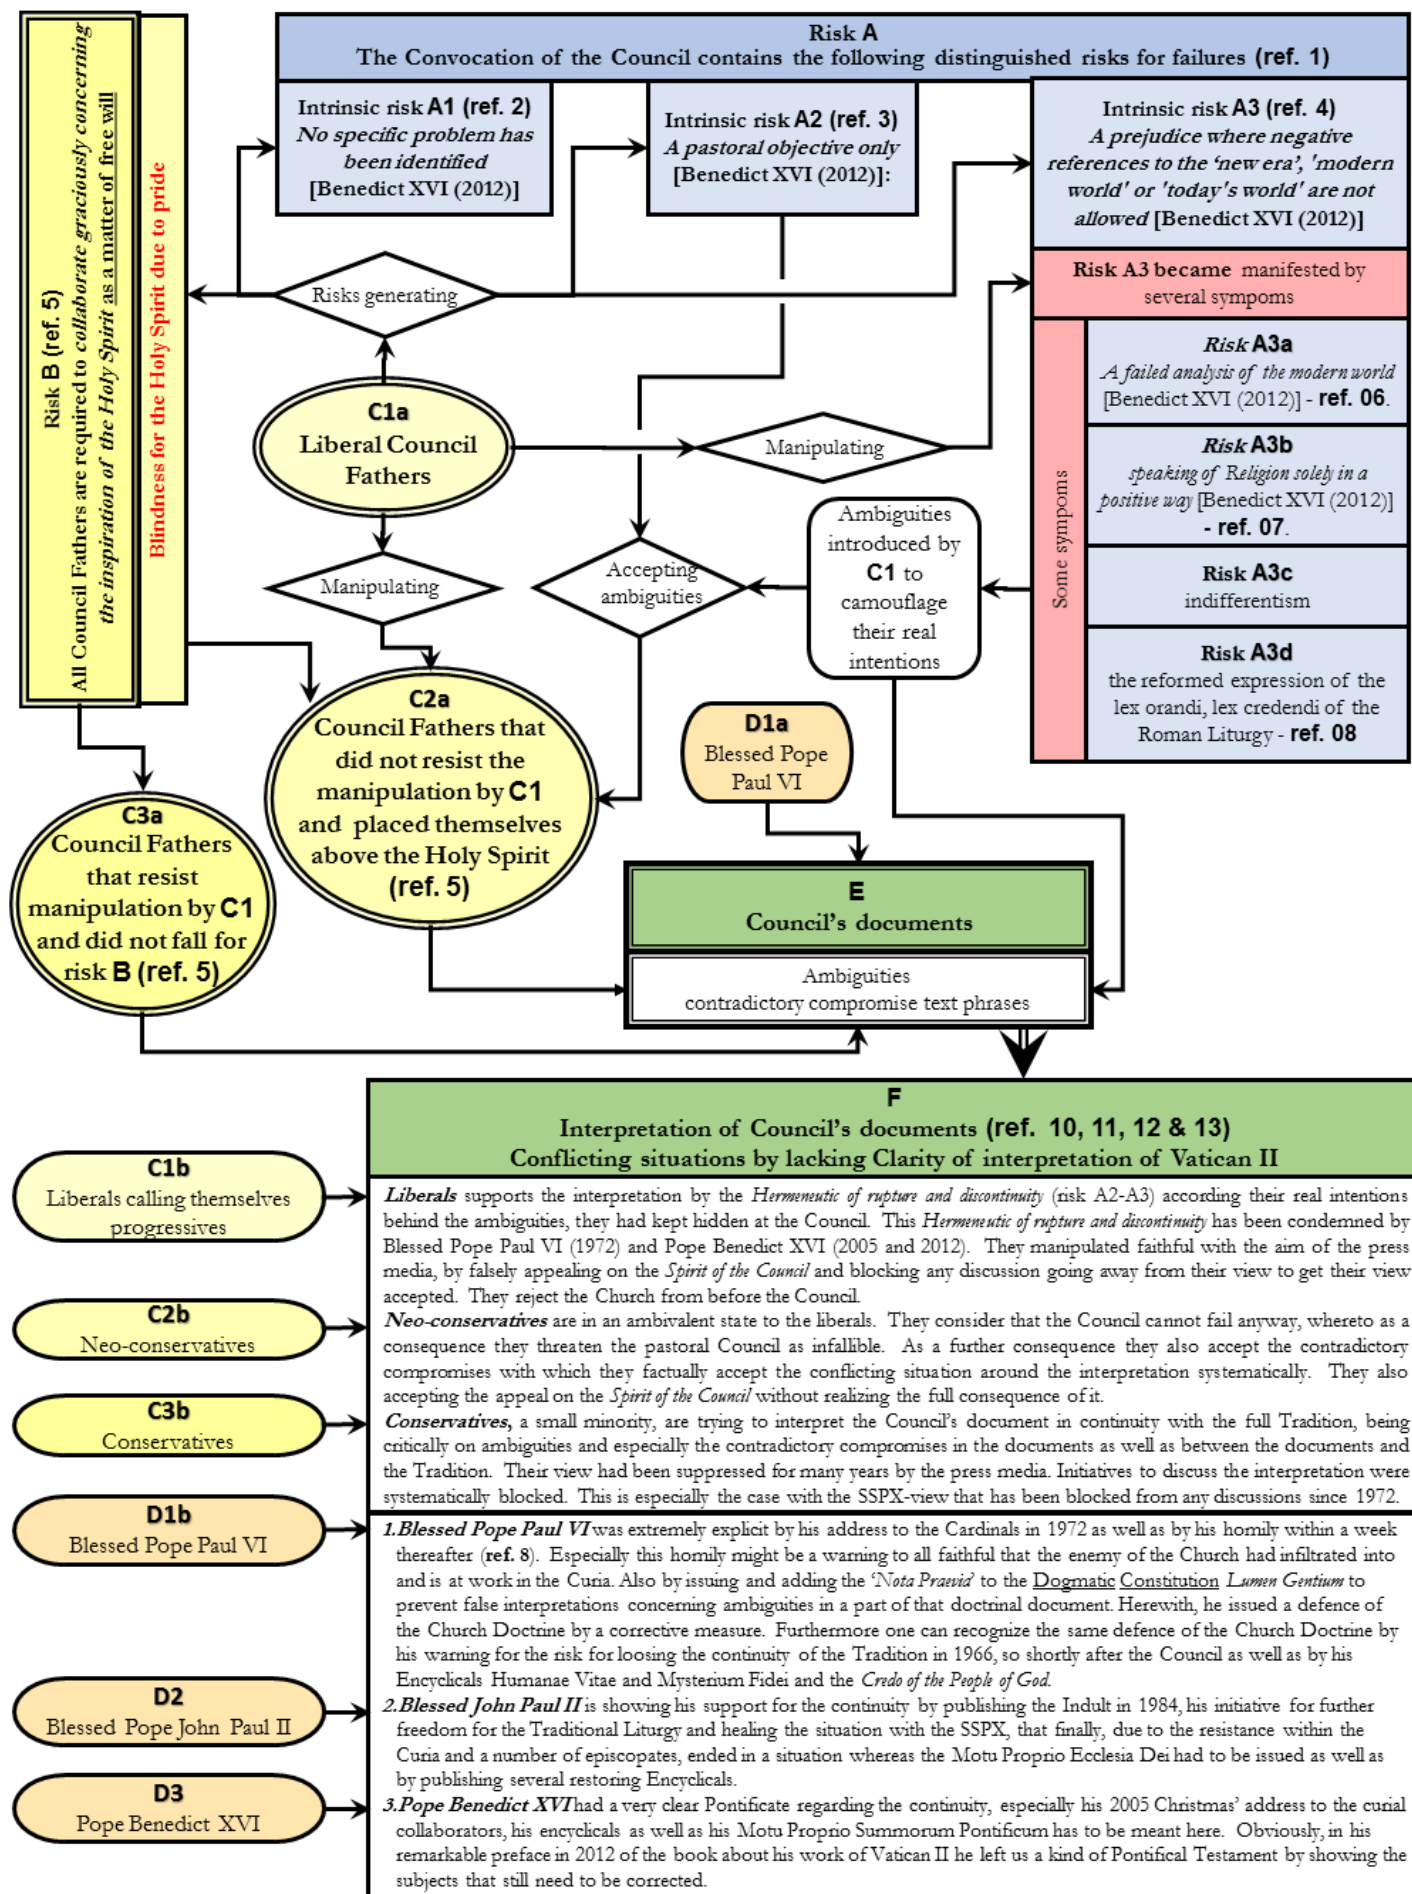 Risk A
The Convocation of the Council contains the following distinguished risks for failures (ref. 1)
Risk B (ref. 5)
All Council Fathers are required to collaborate graciously concerning
the inspiration of the Holy Spirit as a matter of free will
Blindness for the Holy Spirit due to pride
Intrinsic risk A1 (ref. 2)
No specific problem has
been identified
[Benedict XVI (2012)]
Intrinsic risk A2 (ref. 3)
A pastoral objective only
[Benedict XVI (2012)]:
Intrinsic risk A3 (ref. 4)
A prejudice where negative
references to the ‘new era’, 'modern
world' or 'today's world' are not
allowed [Benedict XVI (2012)]
Risks generating
Risk A3 became manifested by
several sympoms
Some sympoms
Risk A3a
A failed analysis of the modern world
[Benedict XVI (2012)] - ref. 06.
Risk A3b
speaking of Religion solely in a
positive way [Benedict XVI (2012)]
- ref. 07.
Risk A3c
indifferentism
Risk A3d
the reformed expression of the
lex orandi, lex credendi of the
Roman Liturgy - ref. 08
C1a
Liberal Council
Fathers
Manipulating
Manipulating
Accepting
ambiguities
Ambiguities
introduced by
C1 to
camouflage
their real
intentions
C2a
Council Fathers that
did not resist the
manipulation by C1
and placed themselves
above the Holy Spirit
(ref. 5)
D1a
Blessed Pope
Paul VI
C3a
Council Fathers
that resist
manipulation by C1
and did not fall for
risk B (ref. 5)
E
Council’s documents
Ambiguities
contradictory compromise text phrases
F
Interpretation of Council’s documents (ref. 10, 11, 12 & 13)
Conflicting situations by lacking Clarity of interpretation of Vatican II
C1b
Liberals calling themselves
progressives
Liberals supports the interpretation by the Hermeneutic of rupture and discontinuity (risk A2-A3) according their real intentions
behind the ambiguities, they had kept hidden at the Council. This Hermeneutic of rupture and discontinuity has been condemned by
Blessed Pope Paul VI (1972) and Pope Benedict XVI (2005 and 2012). They manipulated faithful with the aim of the press
media, by falsely appealing on the Spirit of the Council and blocking any discussion going away from their view to get their view
accepted. They reject the Church from before the Council.
C2b
Neo-conservatives
Neo-conservatives are in an ambivalent state to the liberals. They consider that the Council cannot fail anyway, whereto as a
consequence they threaten the pastoral Council as infallible. As a further consequence they also accept the contradictory
compromises with which they factually accept the conflicting situation around the interpretation systematically. They also
accepting the appeal on the Spirit of the Council without realizing the full consequence of it.
C3b
Conservatives
Conservatives, a small minority, are trying to interpret the Council’s document in continuity with the full Tradition, being
critically on ambiguities and especially the contradictory compromises in the documents as well as between the documents and
the Tradition. Their view had been suppressed for many years by the press media. Initiatives to discuss the interpretation were
systematically blocked. This is especially the case with the SSPX-view that has been blocked from any discussions since 1972.
D1b
Blessed Pope Paul VI
1.Blessed Pope Paul VI was extremely explicit by his address to the Cardinals in 1972 as well as by his homily within a week
thereafter (ref. 8). Especially this homily might be a warning to all faithful that the enemy of the Church had infiltrated into
and is at work in the Curia. Also by issuing and adding the ‘Nota Praevia’ to the Dogmatic Constitution Lumen Gentium to
prevent false interpretations concerning ambiguities in a part of that doctrinal document. Herewith, he issued a defence of
the Church Doctrine by a corrective measure. Furthermore one can recognize the same defence of the Church Doctrine by
his warning for the risk for loosing the continuity of the Tradition in 1966, so shortly after the Council as well as by his
Encyclicals Humanae Vitae and Mysterium Fidei and the Credo of the People of God.
D2
Blessed Pope John Paul II
2.Blessed John Paul II is showing his support for the continuity by publishing the Indult in 1984, his initiative for further
freedom for the Traditional Liturgy and healing the situation with the SSPX, that finally, due to the resistance within the
Curia and a number of episcopates, ended in a situation whereas the Motu Proprio Ecclesia Dei had to be issued as well as
by publishing several restoring Encyclicals.
D3
Pope Benedict XVI
3.Pope Benedict XVI had a very clear Pontificate regarding the continuity, especially his 2005 Christmas’ address to the curial
collaborators, his encyclicals as well as his Motu Proprio Summorum Pontificum has to be meant here. Obviously, in his
remarkable preface in 2012 of the book about his work of Vatican II he left us a kind of Pontifical Testament by showing the
subjects that still need to be corrected.